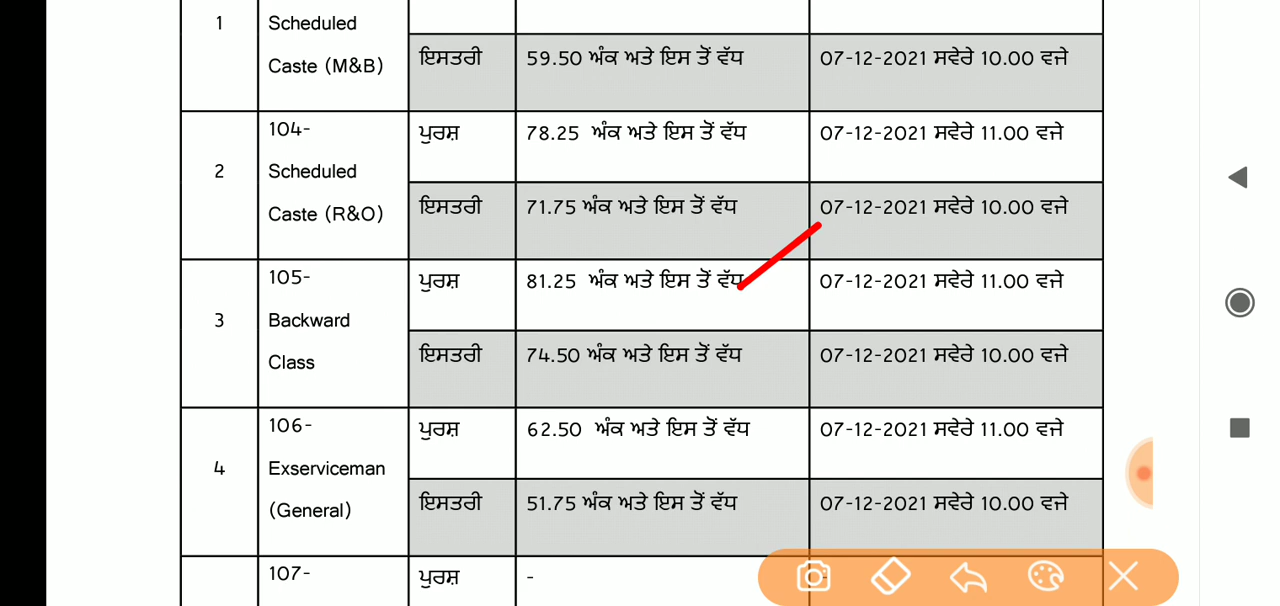 1
Scheduled
Caste (M&B)
ਇਸਤਰੀ
59.50 ਅੰਕ ਅਤੇ ਇਸ ਤੋਂ ਵੱਧ
07-12-2021 ਸਵੇਰੇ 10.00 ਵਜੇ
2
104-
Scheduled
Caste (R&O)
ਪੁਰਸ਼
78.25 ਅੰਕ ਅਤੇ ਇਸ ਤੋਂ ਵੱਧ
07-12-2021 ਸਵੇਰੇ 11.00 ਵਜੇ
ਇਸਤਰੀ
71.75 ਅੰਕ ਅਤੇ ਇਸ ਤੋਂ ਵੱਧ
07-12-2021 ਸਵੇਰੇ 10.00 ਵਜੇ
3
105-
Backward
Class
ਪੁਰਸ਼
81.25 ਅੰਕ ਅਤੇ ਇਸ ਤੋਂ ਵੱਧ
07-12-2021 ਸਵੇਰੇ 11.00 ਵਜੇ
ਇਸਤਰੀ
74.50 ਅੰਕ ਅਤੇ ਇਸ ਤੋਂ ਵੱਧ
07-12-2021 ਸਵੇਰੇ 10.00 ਵਜੇ
4
106-
Exserviceman
(General)
ਪੁਰਸ਼
62.50 ਅੰਕ ਅਤੇ ਇਸ ਤੋਂ ਵੱਧ
07-12-2021 ਸਵੇਰੇ 11.00 ਵਜੇ
ਇਸਤਰੀ
51.75 ਅੰਕ ਅਤੇ ਇਸ ਤੋਂ ਵੱਧ
07-12-2021 ਸਵੇਰੇ 10.00 ਵਜੇ
107-
ਪੁਰਸ਼
-